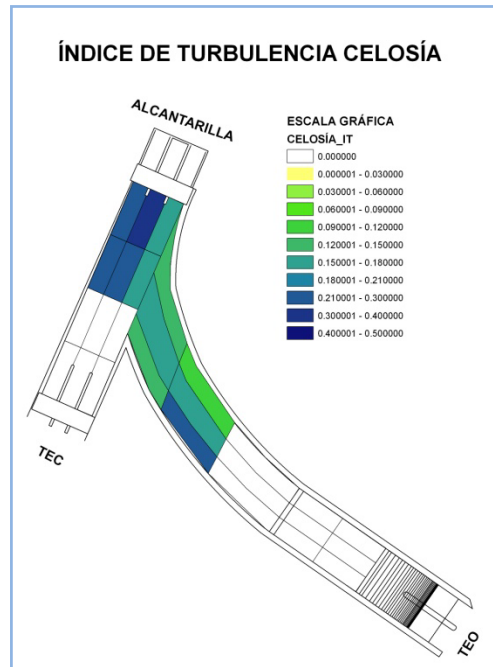 ÍNDICE DE TURBULENCIA CELOSÍA
ALCANTARILLA
ESCALA GRÁFICA
CELOSÍA_IT
0.000000
0.000001 - 0.030000
0.030001 - 0.060000
0.060001 - 0.090000
0.090001 - 0.120000
0.120001 - 0.150000
0.150001 - 0.180000
0.180001 - 0.210000
0.210001 - 0.300000
0.300001 - 0.400000
0.400001 - 0.500000
TEC
TEO